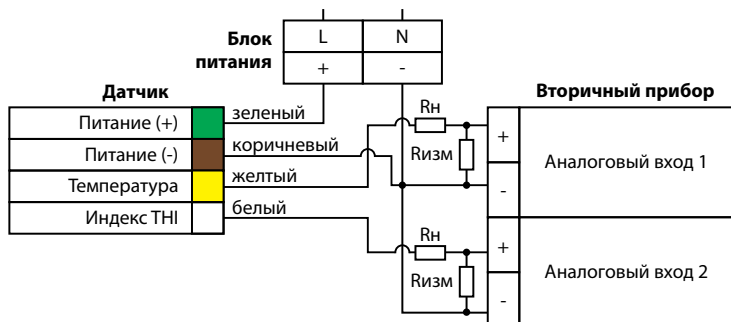 Блок
питания
L
N
+
-
Датчик
Вторичный прибор
Питание (+)
зеленый
Питание (-)
коричневый
Температура
желтый
Индекс THI
белый
Rн
Rизм
+
-
Аналоговый вход 1
Rн
Rизм
+
-
Аналоговый вход 2